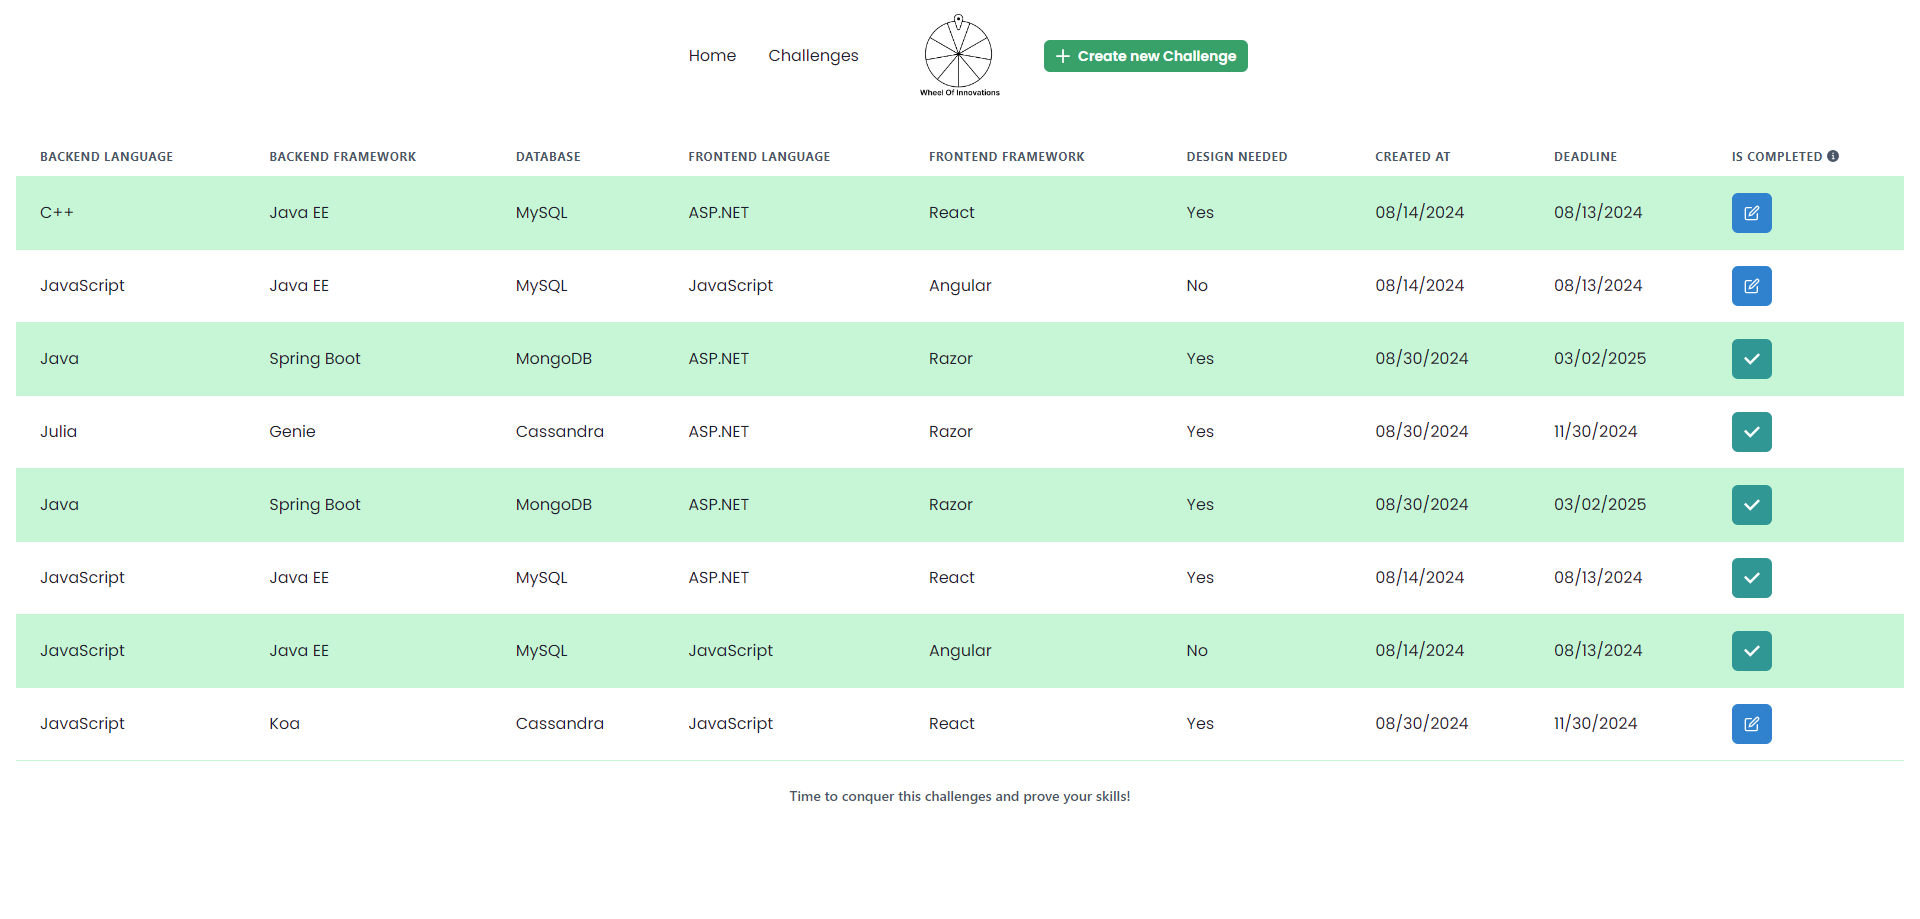 Home Challenges Wheel Of Innovations Create new Challenge
BACKEND LANGUAGE BACKEND FRAMEWORK DATABASE FRONTEND LANGUAGE FRONTEND FRAMEWORK DESIGN NEEDED CREATED AT DEADLINE IS COMPLETED
C++ Java EE MySQL ASP.NET React Yes 08/14/2024 08/13/2024
JavaScript Java EE MySQL JavaScript Angular No 08/14/2024 08/13/2024
Java Spring Boot MongoDB ASP.NET Razor Yes 08/30/2024 03/02/2025
Julia Genie Cassandra ASP.NET Razor Yes 08/30/2024 11/30/2024
Java Spring Boot MongoDB ASP.NET Razor Yes 08/30/2024 03/02/2025
JavaScript Java EE MySQL ASP.NET React Yes 08/14/2024 08/13/2024
JavaScript Java EE MySQL JavaScript Angular No 08/14/2024 08/13/2024
JavaScript Koa Cassandra JavaScript React Yes 08/30/2024 11/30/2024
Time to conquer this challenges and prove your skills!